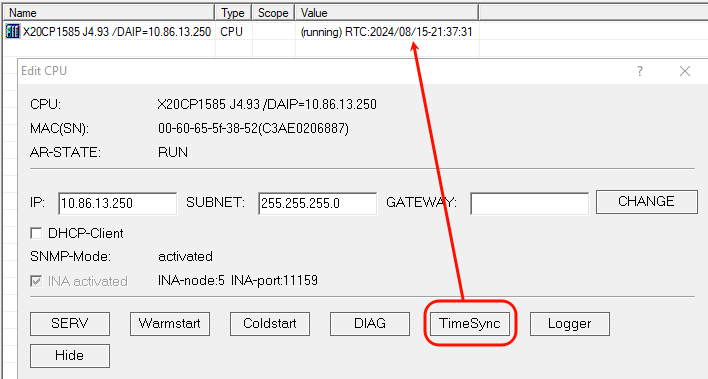 Name Type Scope Value
X20CP1585 J4.93 /DAIP=10.86.13.250 CPU (running) RTC:2024/08/15-21:37:31
Edit CPU ? ×
CPU: X20CP1585 J4.93 /DAIP=10.86.13.250
MAC(SN): 00-60-65-5f-38-52(C3AE0206887)
AR-STATE: RUN
IP: 10.86.13.250 SUBNET: 255.255.255.0 GATEWAY: CHANGE
DHCP-Client
SNMP-Mode: activated
INA activated INA-node:5 INA-port:11159
SERV Warmstart Coldstart DIAG TimeSync Logger
Hide